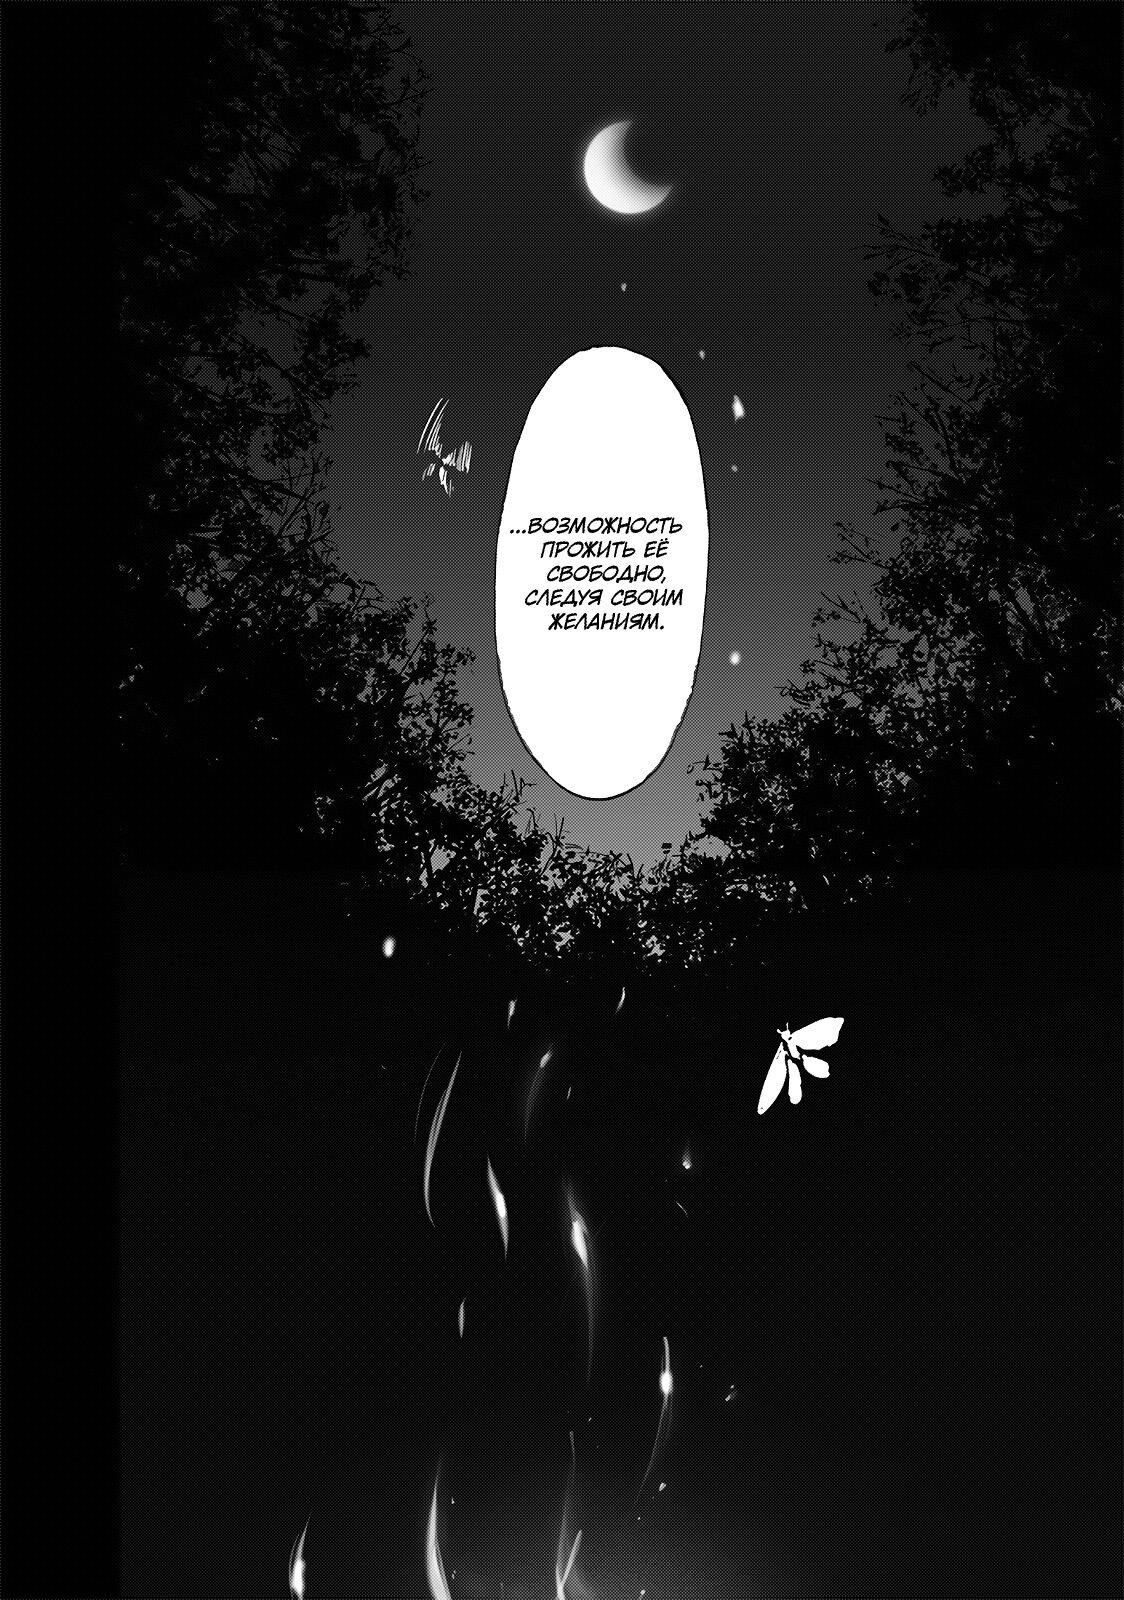 ...ВОЗМОЖНОСТЬ
ПРОЖИТЬ ЕЁ
СВОБОДНО,
СЛЕДУЯ СВОИМ
ЖЕЛАНИЯМ.